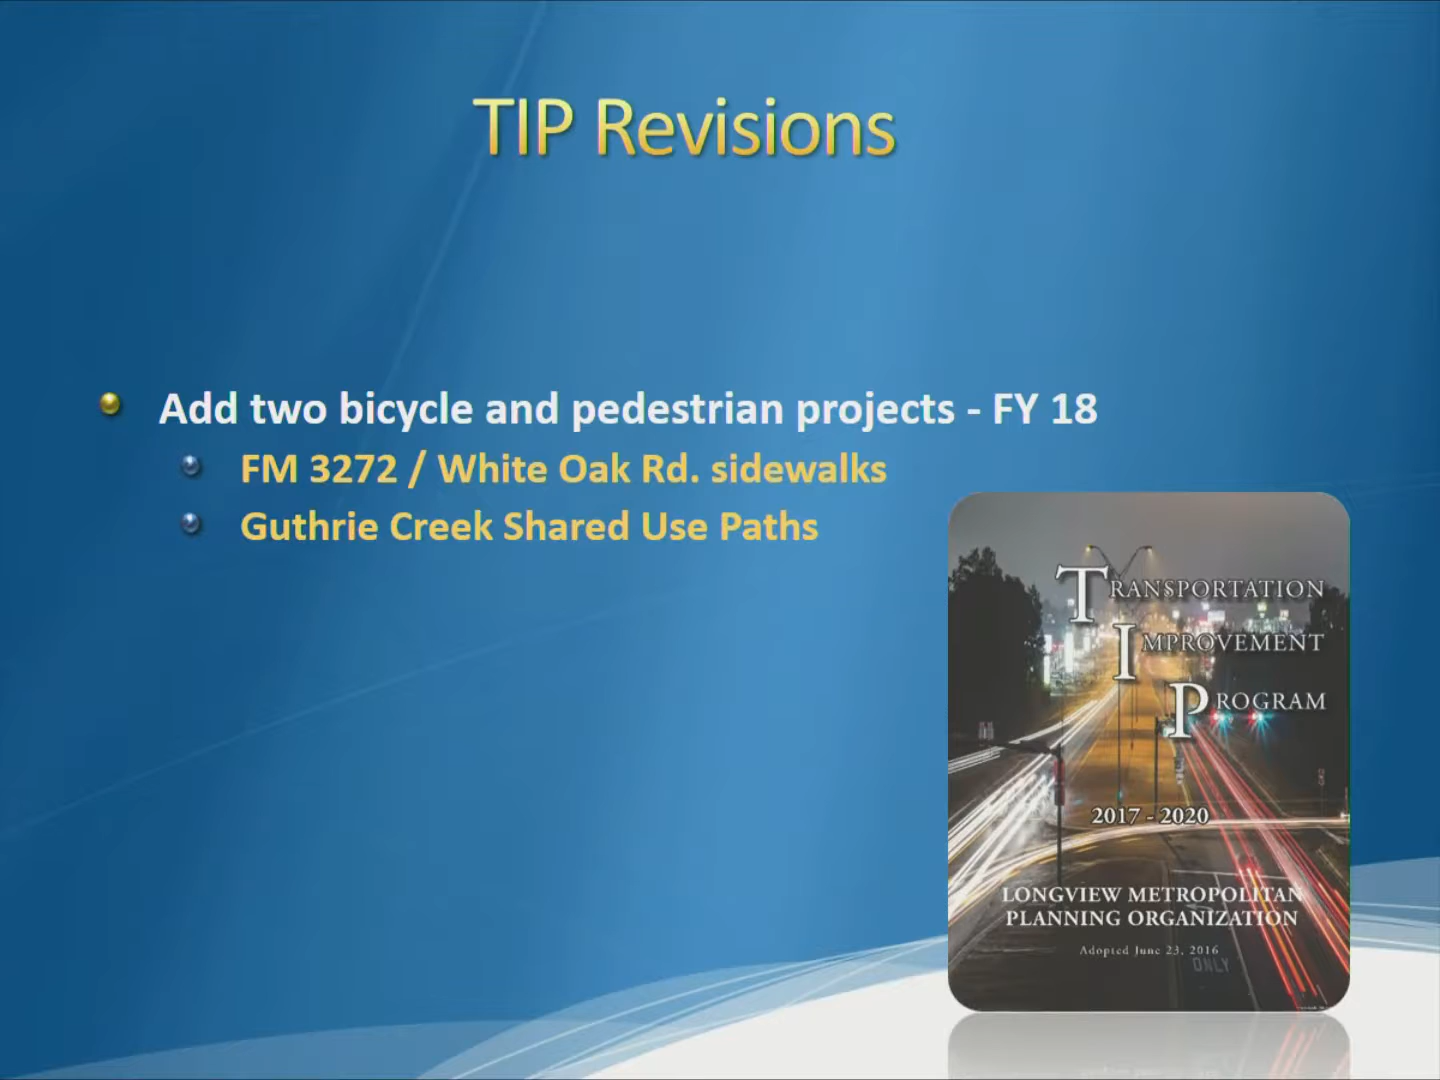 TIP Revisions
Add two bicycle and pedestrian projects - FY 18
FM 3272 / White Oak Rd. sidewalks
Guthrie Creek Shared Use Paths
TRANSPORTATION
IMPROVEMENT
PROGRAM
2017 - 2020
LONGVIEW METROPOLITAN
PLANNING ORGANIZATION
Adopted June 23, 2016
ONLY